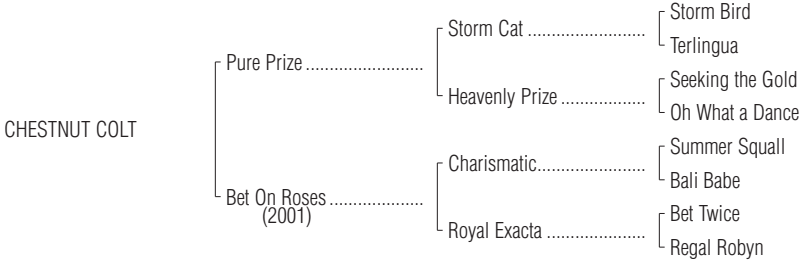 Storm Bird
Storm Cat ........................
Terlingua
Pure Prize ........................
Seeking the Gold
Heavenly Prize .................
Oh What a Dance
CHESTNUT COLT
Summer Squall
Charismatic......................
Bali Babe
Bet On Roses ...................
(2001)
Bet Twice
Royal Exacta ....................
Regal Robyn